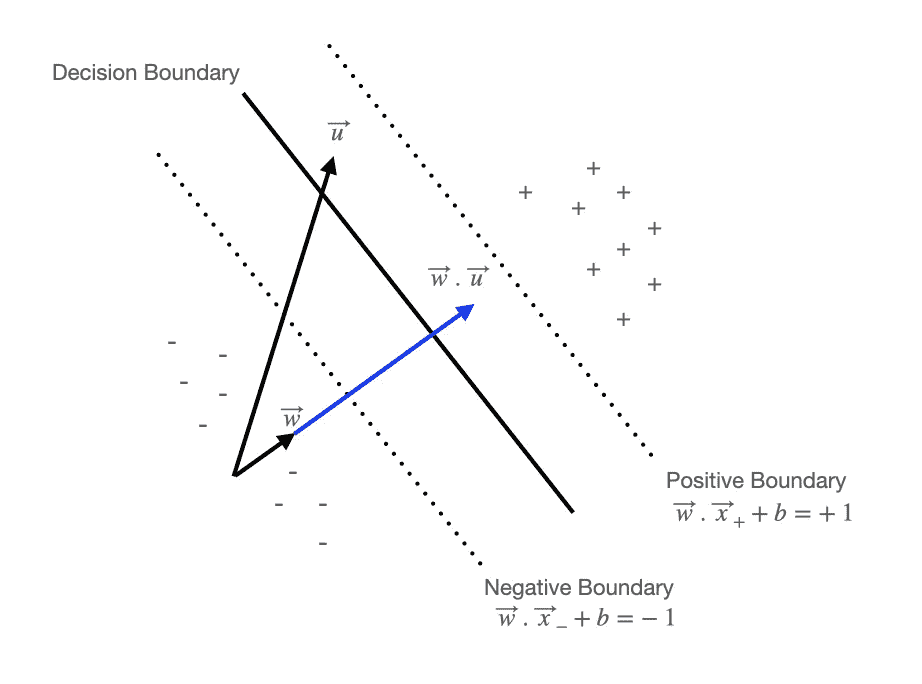 Decision Boundary
u⃗
w⃗ . u⃗
w⃗
Positive Boundary
w⃗ . x⃗₊ + b = + 1
Negative Boundary
w⃗ . x⃗₋ + b = − 1